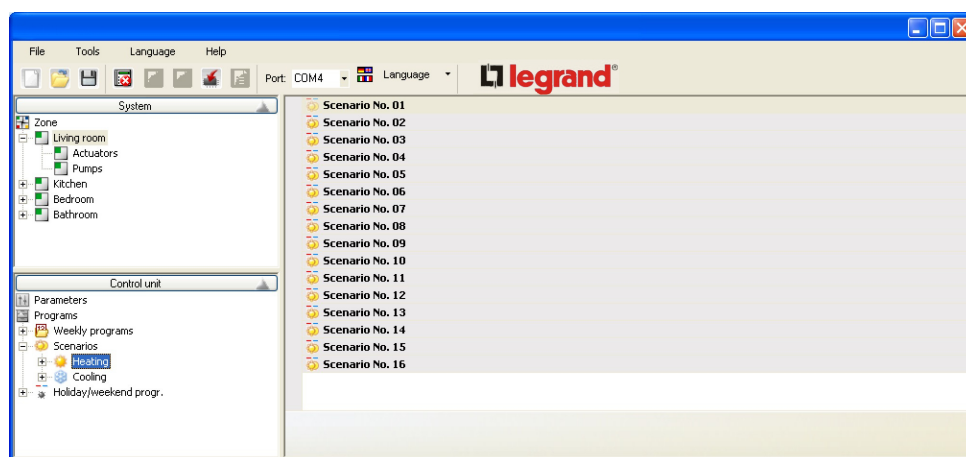 File Tools Language Help
Port: COM4 Language legrand®
System
Zone
Living room
Actuators
Pumps
Kitchen
Bedroom
Bathroom
Control unit
Parameters
Programs
Weekly programs
Scenarios
Heating
Cooling
Holiday/weekend progr.
Scenario No. 01
Scenario No. 02
Scenario No. 03
Scenario No. 04
Scenario No. 05
Scenario No. 06
Scenario No. 07
Scenario No. 08
Scenario No. 09
Scenario No. 10
Scenario No. 11
Scenario No. 12
Scenario No. 13
Scenario No. 14
Scenario No. 15
Scenario No. 16